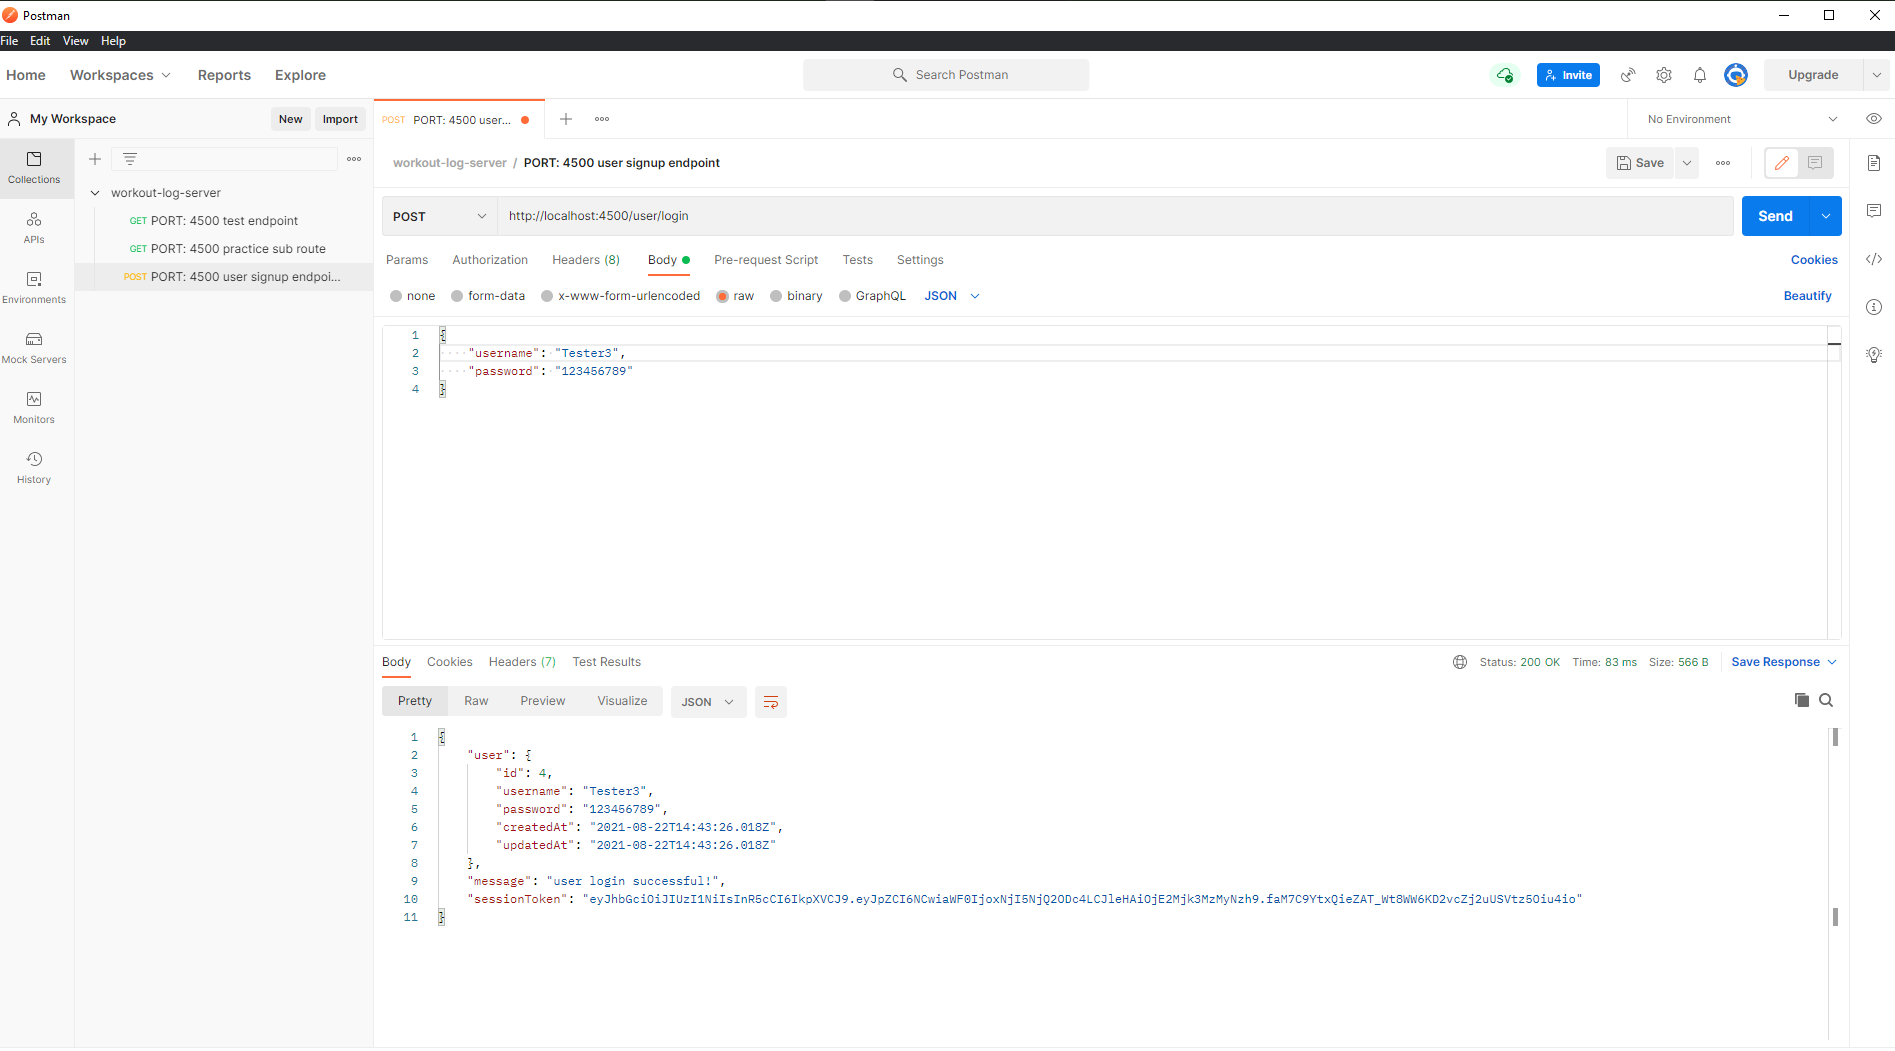 Postman
File Edit View Help
Home Workspaces Reports Explore
Search Postman
Invite
Upgrade
My Workspace
New
Import
POST PORT: 4500 user...
No Environment
Collections
APIs
Environments
Mock Servers
Monitors
History
workout-log-server
GET PORT: 4500 test endpoint
GET PORT: 4500 practice sub route
POST PORT: 4500 user signup endpoi...
workout-log-server / PORT: 4500 user signup endpoint
Save
POST http://localhost:4500/user/login
Send
Params Authorization Headers (8) Body Pre-request Script Tests Settings Cookies
none form-data x-www-form-urlencoded raw binary GraphQL JSON Beautify
1 {
2 "username": "Tester3",
3 "password": "123456789"
4 }
Body Cookies Headers (7) Test Results
Status: 200 OK Time: 83 ms Size: 566 B Save Response
Pretty Raw Preview Visualize JSON
1 {
2 "user": {
3 "id": 4,
4 "username": "Tester3",
5 "password": "123456789",
6 "createdAt": "2021-08-22T14:43:26.018Z",
7 "updatedAt": "2021-08-22T14:43:26.018Z"
8 },
9 "message": "user login successful!",
10 "sessionToken": "eyJhbGciOiJIUzI1NiIsInR5cCI6IkpXVCJ9.eyJpZCI6NCwiaWF0IjoxNjI5NjQ2ODc4LCJleHAiOjE2Mjk3MzMyNzh9.faM7C9YtxQieZAT_Wt8WW6KD2vcZj2uUSVtz5Oiu4io"
11 }